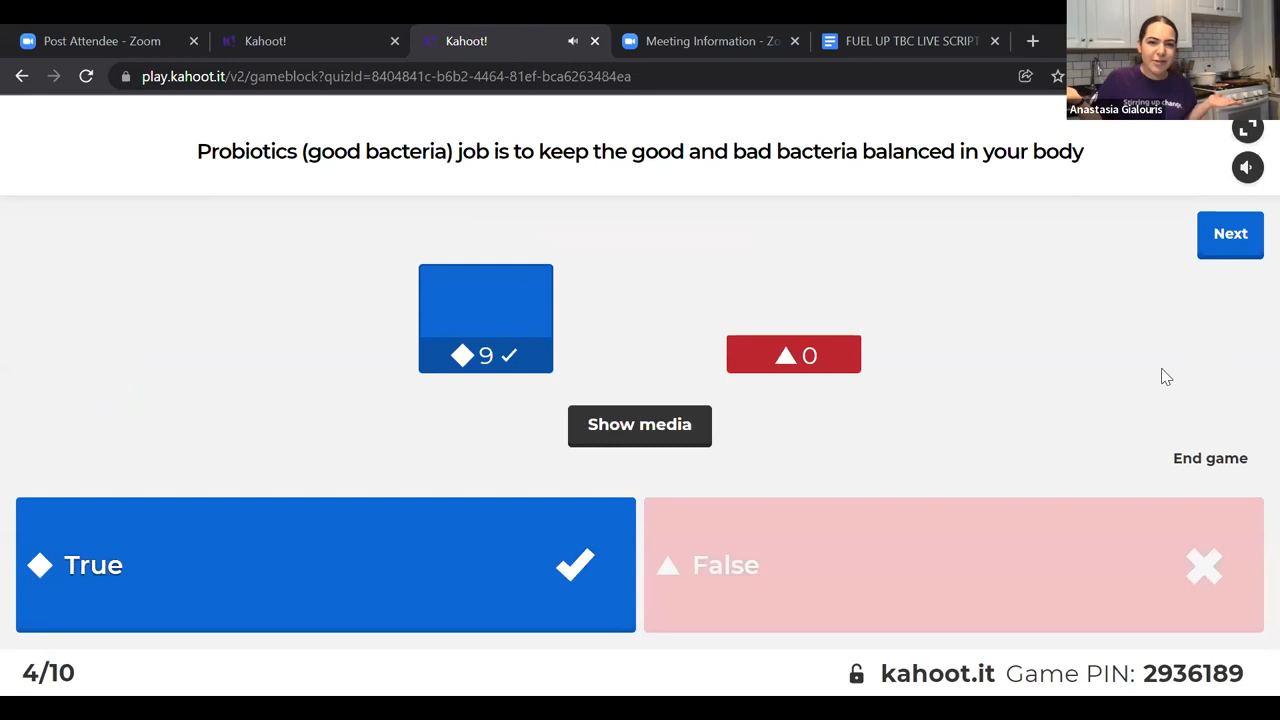 Post Attendee - Zoom
Kahoot!
Kahoot!
Meeting Information - Zo
FUEL UP TBC LIVE SCRIPT
play.kahoot.it/v2/gameblock?quizId=8404841c-b6b2-4464-81ef-bca6263484ea
Stirring up change
Anastasia Gialouris
Probiotics (good bacteria) job is to keep the good and bad bacteria balanced in your body
Next
9
0
Show media
End game
True
False
4/10
kahoot.it Game PIN: 2936189